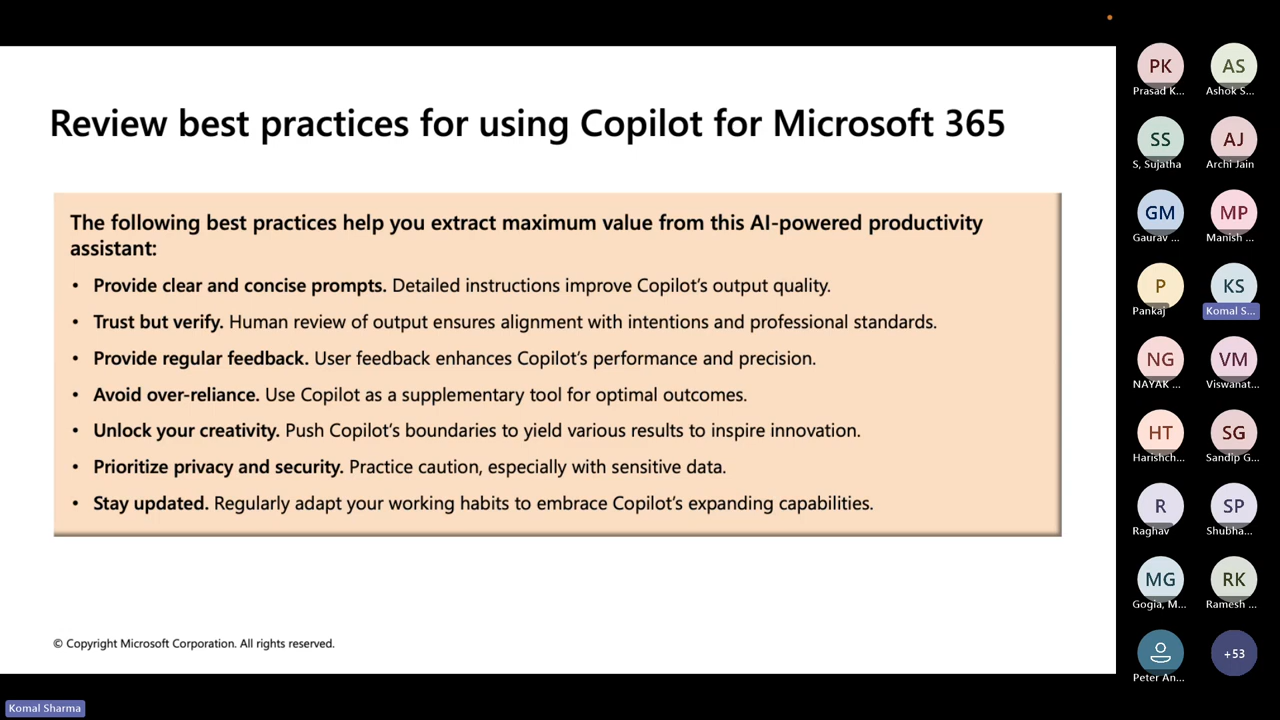 Review best practices for using Copilot for Microsoft 365
The following best practices help you extract maximum value from this AI-powered productivity
assistant:
• Provide clear and concise prompts. Detailed instructions improve Copilot's output quality.
• Trust but verify. Human review of output ensures alignment with intentions and professional standards.
• Provide regular feedback. User feedback enhances Copilot's performance and precision.
• Avoid over-reliance. Use Copilot as a supplementary tool for optimal outcomes.
• Unlock your creativity. Push Copilot's boundaries to yield various results to inspire innovation.
• Prioritize privacy and security. Practice caution, especially with sensitive data.
• Stay updated. Regularly adapt your working habits to embrace Copilot's expanding capabilities.
© Copyright Microsoft Corporation. All rights reserved.
Komal Sharma
PK AS
Prasad K... Ashok S...
SS AJ
S, Sujatha Archi Jain
GM MP
Gaurav ... Manish ...
P KS
Pankaj Komal S...
NG VM
NAYAK ... Viswanat...
HT SG
Harishch... Sandip G...
R SP
Raghav Shubha...
MG RK
Gogia, M... Ramesh ...
+53
Peter An...